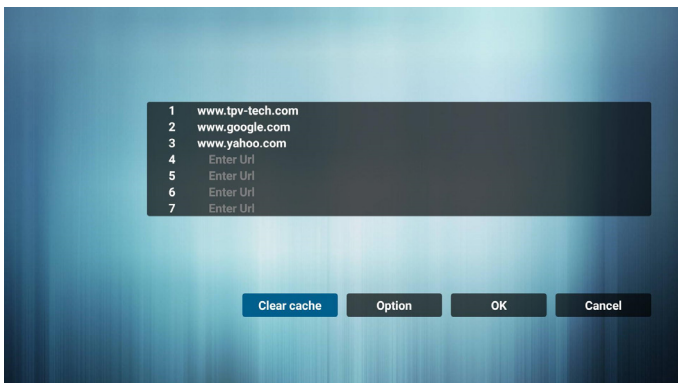 1 www.tpv-tech.com
2 www.google.com
3 www.yahoo.com
4 Enter Url
5 Enter Url
6 Enter Url
7 Enter Url
Clear cache Option OK Cancel